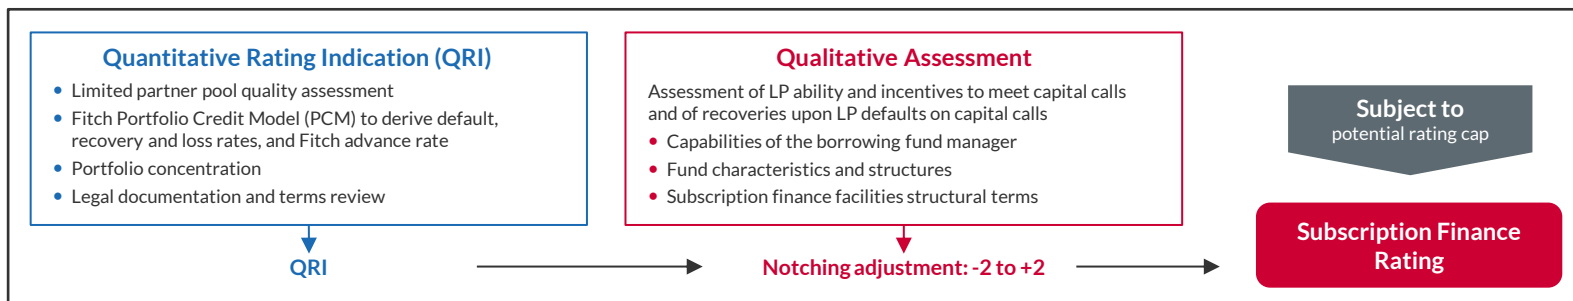 Quantitative Rating Indication (QRI)
• Limited partner pool quality assessment
• Fitch Portfolio Credit Model (PCM) to derive default,
recovery and loss rates, and Fitch advance rate
• Portfolio concentration
• Legal documentation and terms review
QRI
Qualitative Assessment
Assessment of LP ability and incentives to meet capital calls
and of recoveries upon LP defaults on capital calls
• Capabilities of the borrowing fund manager
• Fund characteristics and structures
• Subscription finance facilities structural terms
Notching adjustment: -2 to +2
Subject to
potential rating cap
Subscription Finance
Rating